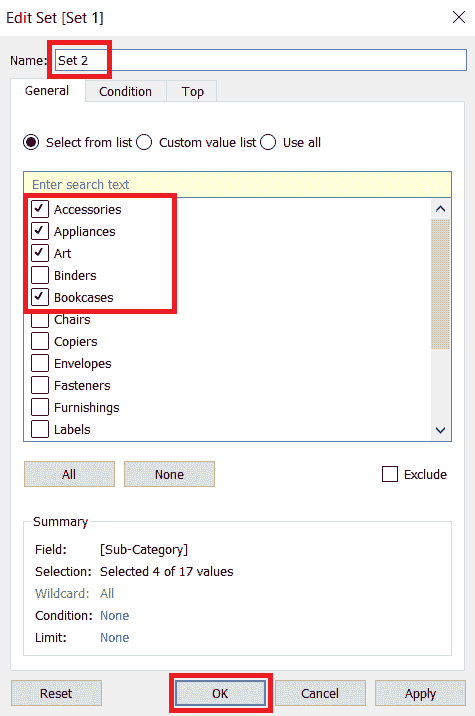 Edit Set [Set 1]
Name: Set 2
General Condition Top
Select from list Custom value list Use all
Enter search text
Accessories
Appliances
Art
Binders
Bookcases
Chairs
Copiers
Envelopes
Fasteners
Furnishings
Labels
All None Exclude
Summary
Field: [Sub-Category]
Selection: Selected 4 of 17 values
Wildcard: All
Condition: None
Limit: None
Reset OK Cancel Apply